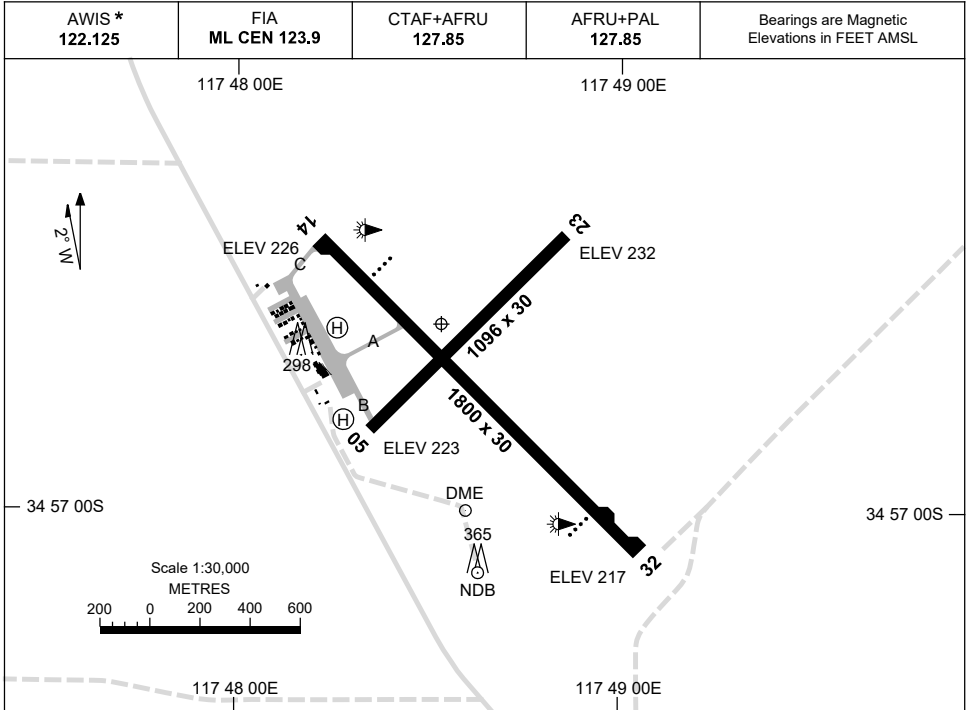 AWIS *
122.125
FIA
ML CEN 123.9
CTAF+AFRU
127.85
AFRU+PAL
127.85
Bearings are Magnetic
Elevations in FEET AMSL
117 48 00E
117 49 00E
2° W
14
23
ELEV 226
ELEV 232
C
H
A
1096 x 30
298
1800 x 30
B
H
05
ELEV 223
DME
34 57 00S
34 57 00S
365
32
ELEV 217
NDB
Scale 1:30,000
METRES
200 0 200 400 600
117 48 00E
117 49 00E